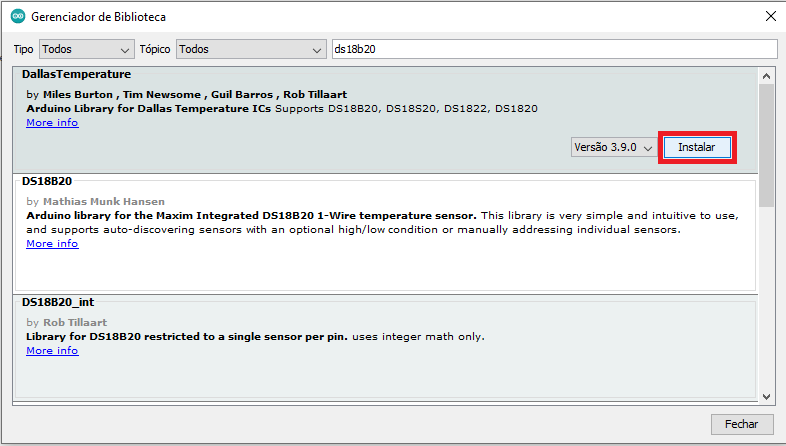 Gerenciador de Biblioteca
Tipo Todos Tópico Todos ds18b20
DallasTemperature
by Miles Burton , Tim Newsome , Guil Barros , Rob Tillaart
Arduino Library for Dallas Temperature ICs Supports DS18B20, DS18S20, DS1822, DS1820
More info
Versão 3.9.0 Instalar
DS18B20
by Mathias Munk Hansen
Arduino library for the Maxim Integrated DS18B20 1-Wire temperature sensor. This library is very simple and intuitive to use,
and supports auto-discovering sensors with an optional high/low condition or manually addressing individual sensors.
More info
DS18B20_int
by Rob Tillaart
Library for DS18B20 restricted to a single sensor per pin. uses integer math only.
More info
Fechar